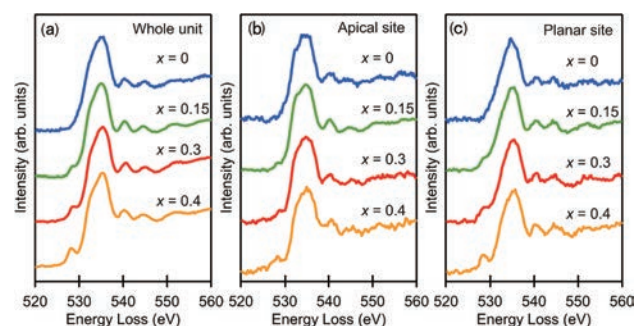 (a) Whole unit
x = 0
x = 0.15
x = 0.3
x = 0.4
Intensity (arb. units)
520 530 540 550 560
Energy Loss (eV)
(b) Apical site
x = 0
x = 0.15
x = 0.3
x = 0.4
Intensity (arb. units)
520 530 540 550 560
Energy Loss (eV)
(c) Planar site
x = 0
x = 0.15
x = 0.3
x = 0.4
Intensity (arb. units)
520 530 540 550 560
Energy Loss (eV)